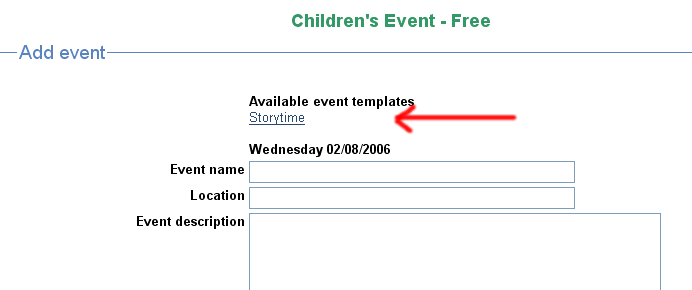 Children's Event - Free
Add event
Available event templates
Storytime
Wednesday 02/08/2006
Event name
Location
Event description